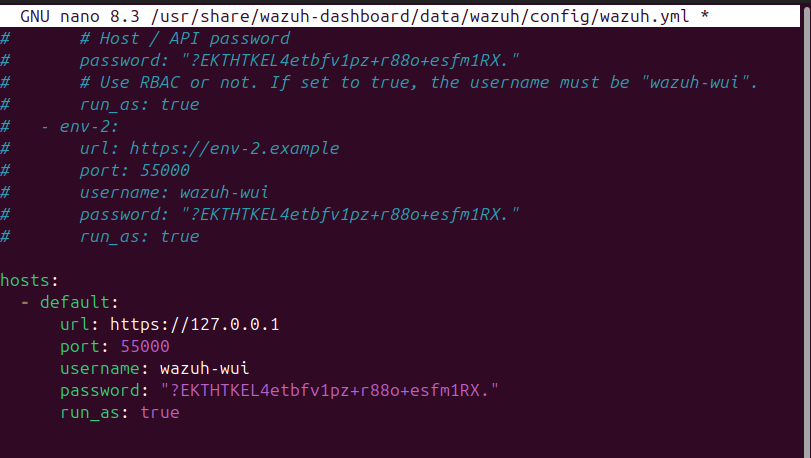 GNU nano 8.3 /usr/share/wazuh-dashboard/data/wazuh/config/wazuh.yml *
#       # Host / API password
#       password: "?EKTHTKEL4etbfv1pz+r88o+esfm1RX."
#       # Use RBAC or not. If set to true, the username must be "wazuh-wui".
#       run_as: true
#   - env-2:
#       url: https://env-2.example
#       port: 55000
#       username: wazuh-wui
#       password: "?EKTHTKEL4etbfv1pz+r88o+esfm1RX."
#       run_as: true
hosts:
  - default:
      url: https://127.0.0.1
      port: 55000
      username: wazuh-wui
      password: "?EKTHTKEL4etbfv1pz+r88o+esfm1RX."
      run_as: true